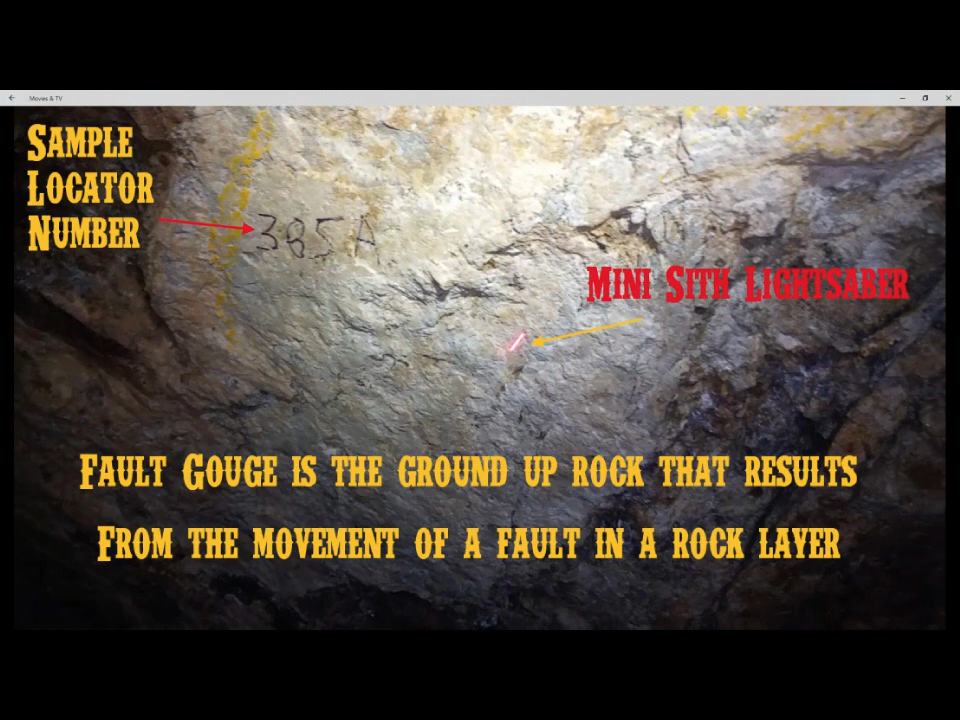 Movies & TV
Sample
Locator
Number
385A
Mini Sith Lightsaber
Fault Gouge is the ground up rock that results
From the movement of a fault in a rock layer